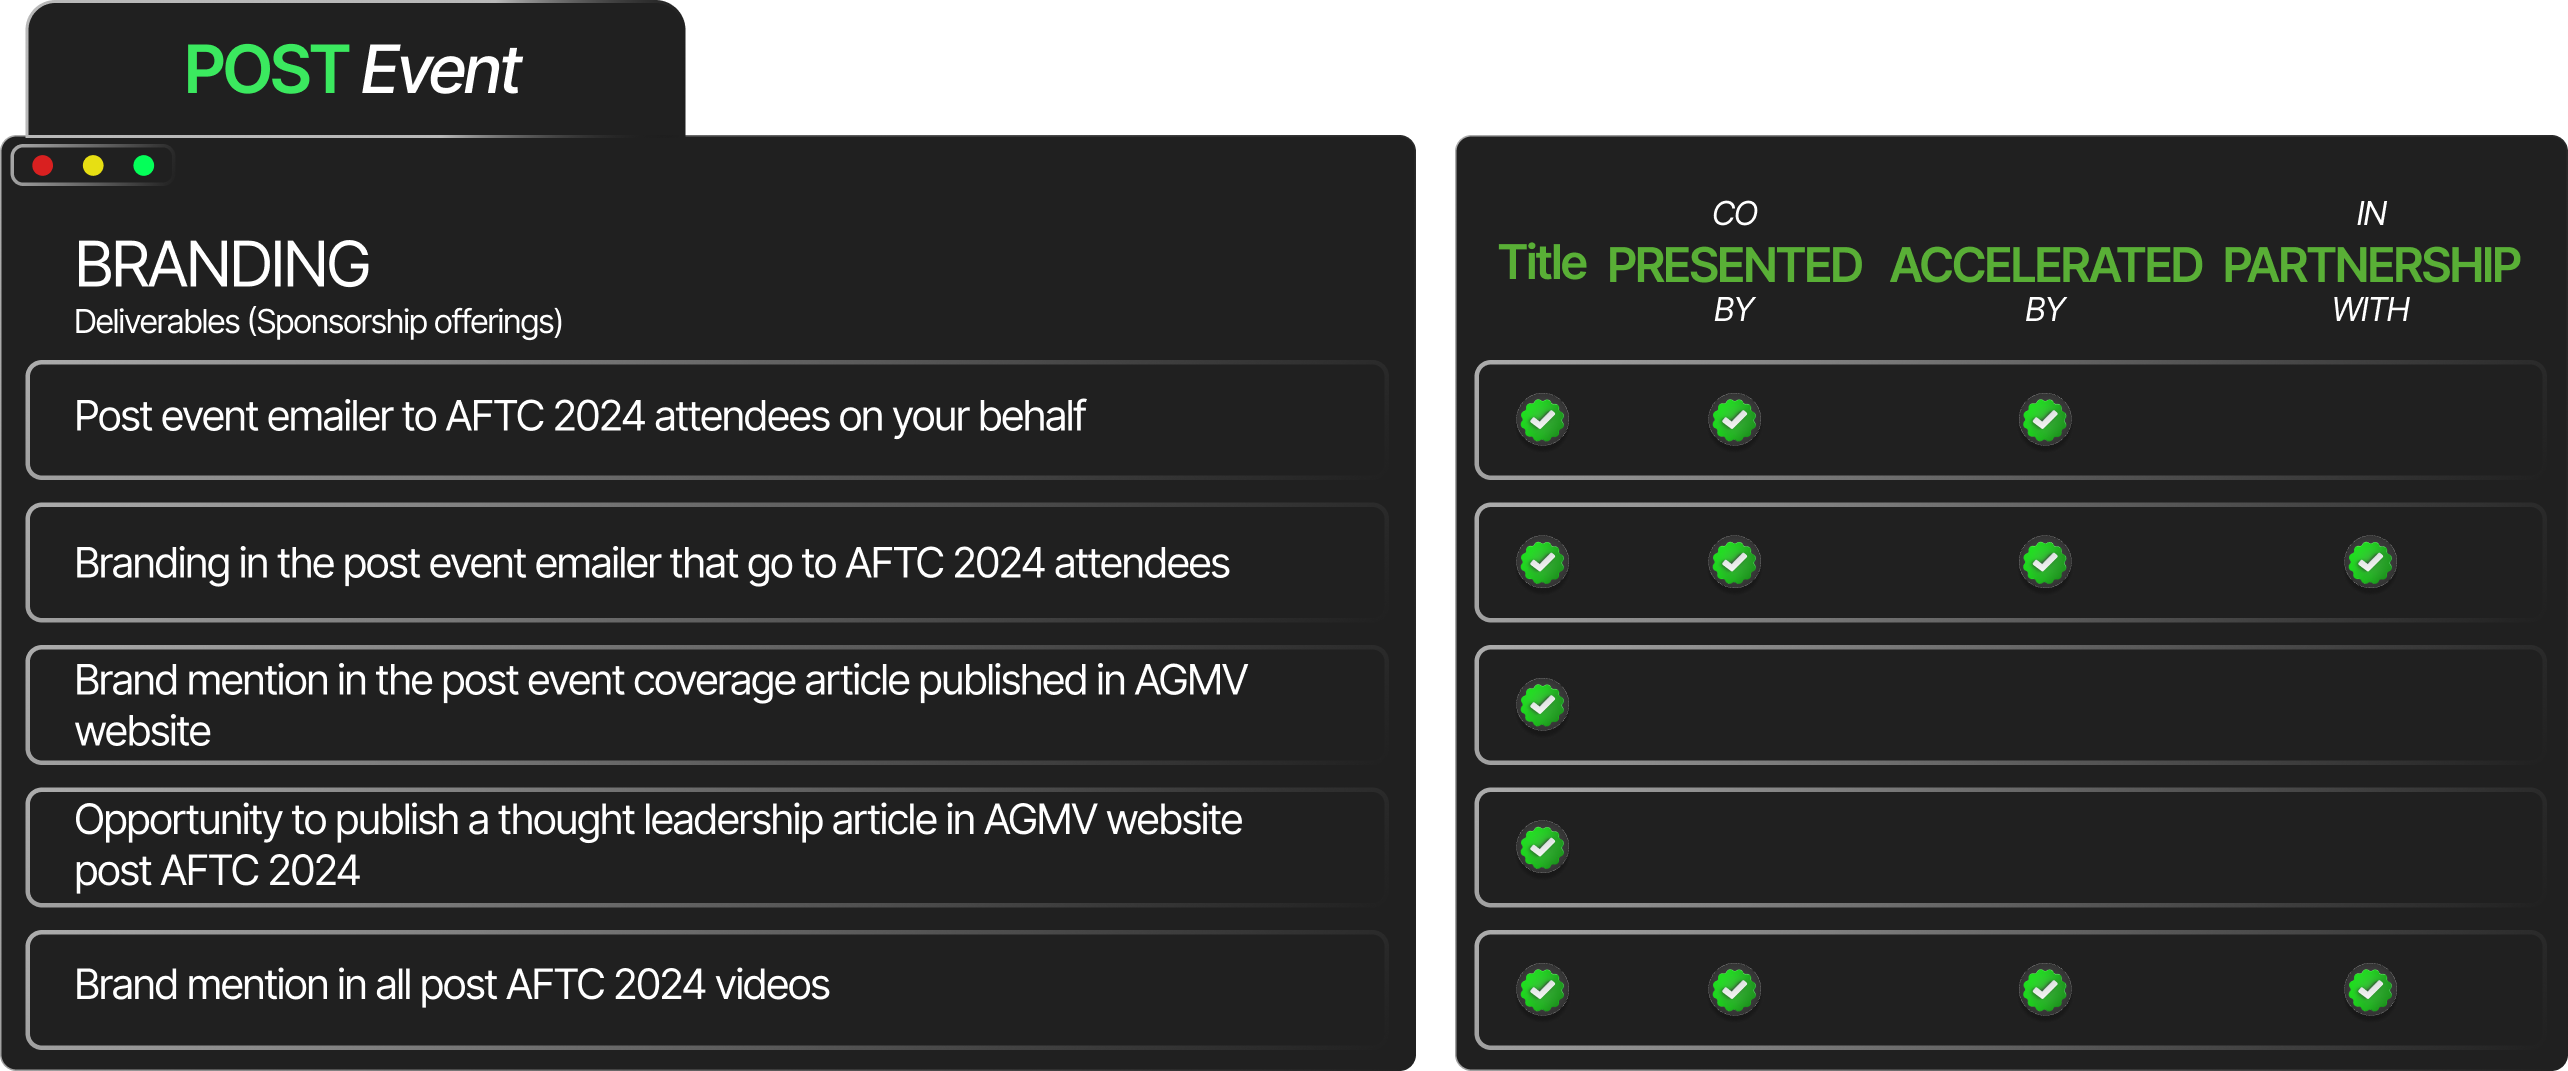 POST Event
BRANDING
Deliverables (Sponsorship offerings)
Title
CO
PRESENTED
BY
ACCELERATED
BY
IN
PARTNERSHIP
WITH
Post event emailer to AFTC 2024 attendees on your behalf
Branding in the post event emailer that go to AFTC 2024 attendees
Brand mention in the post event coverage article published in AGMV
website
Opportunity to publish a thought leadership article in AGMV website
post AFTC 2024
Brand mention in all post AFTC 2024 videos